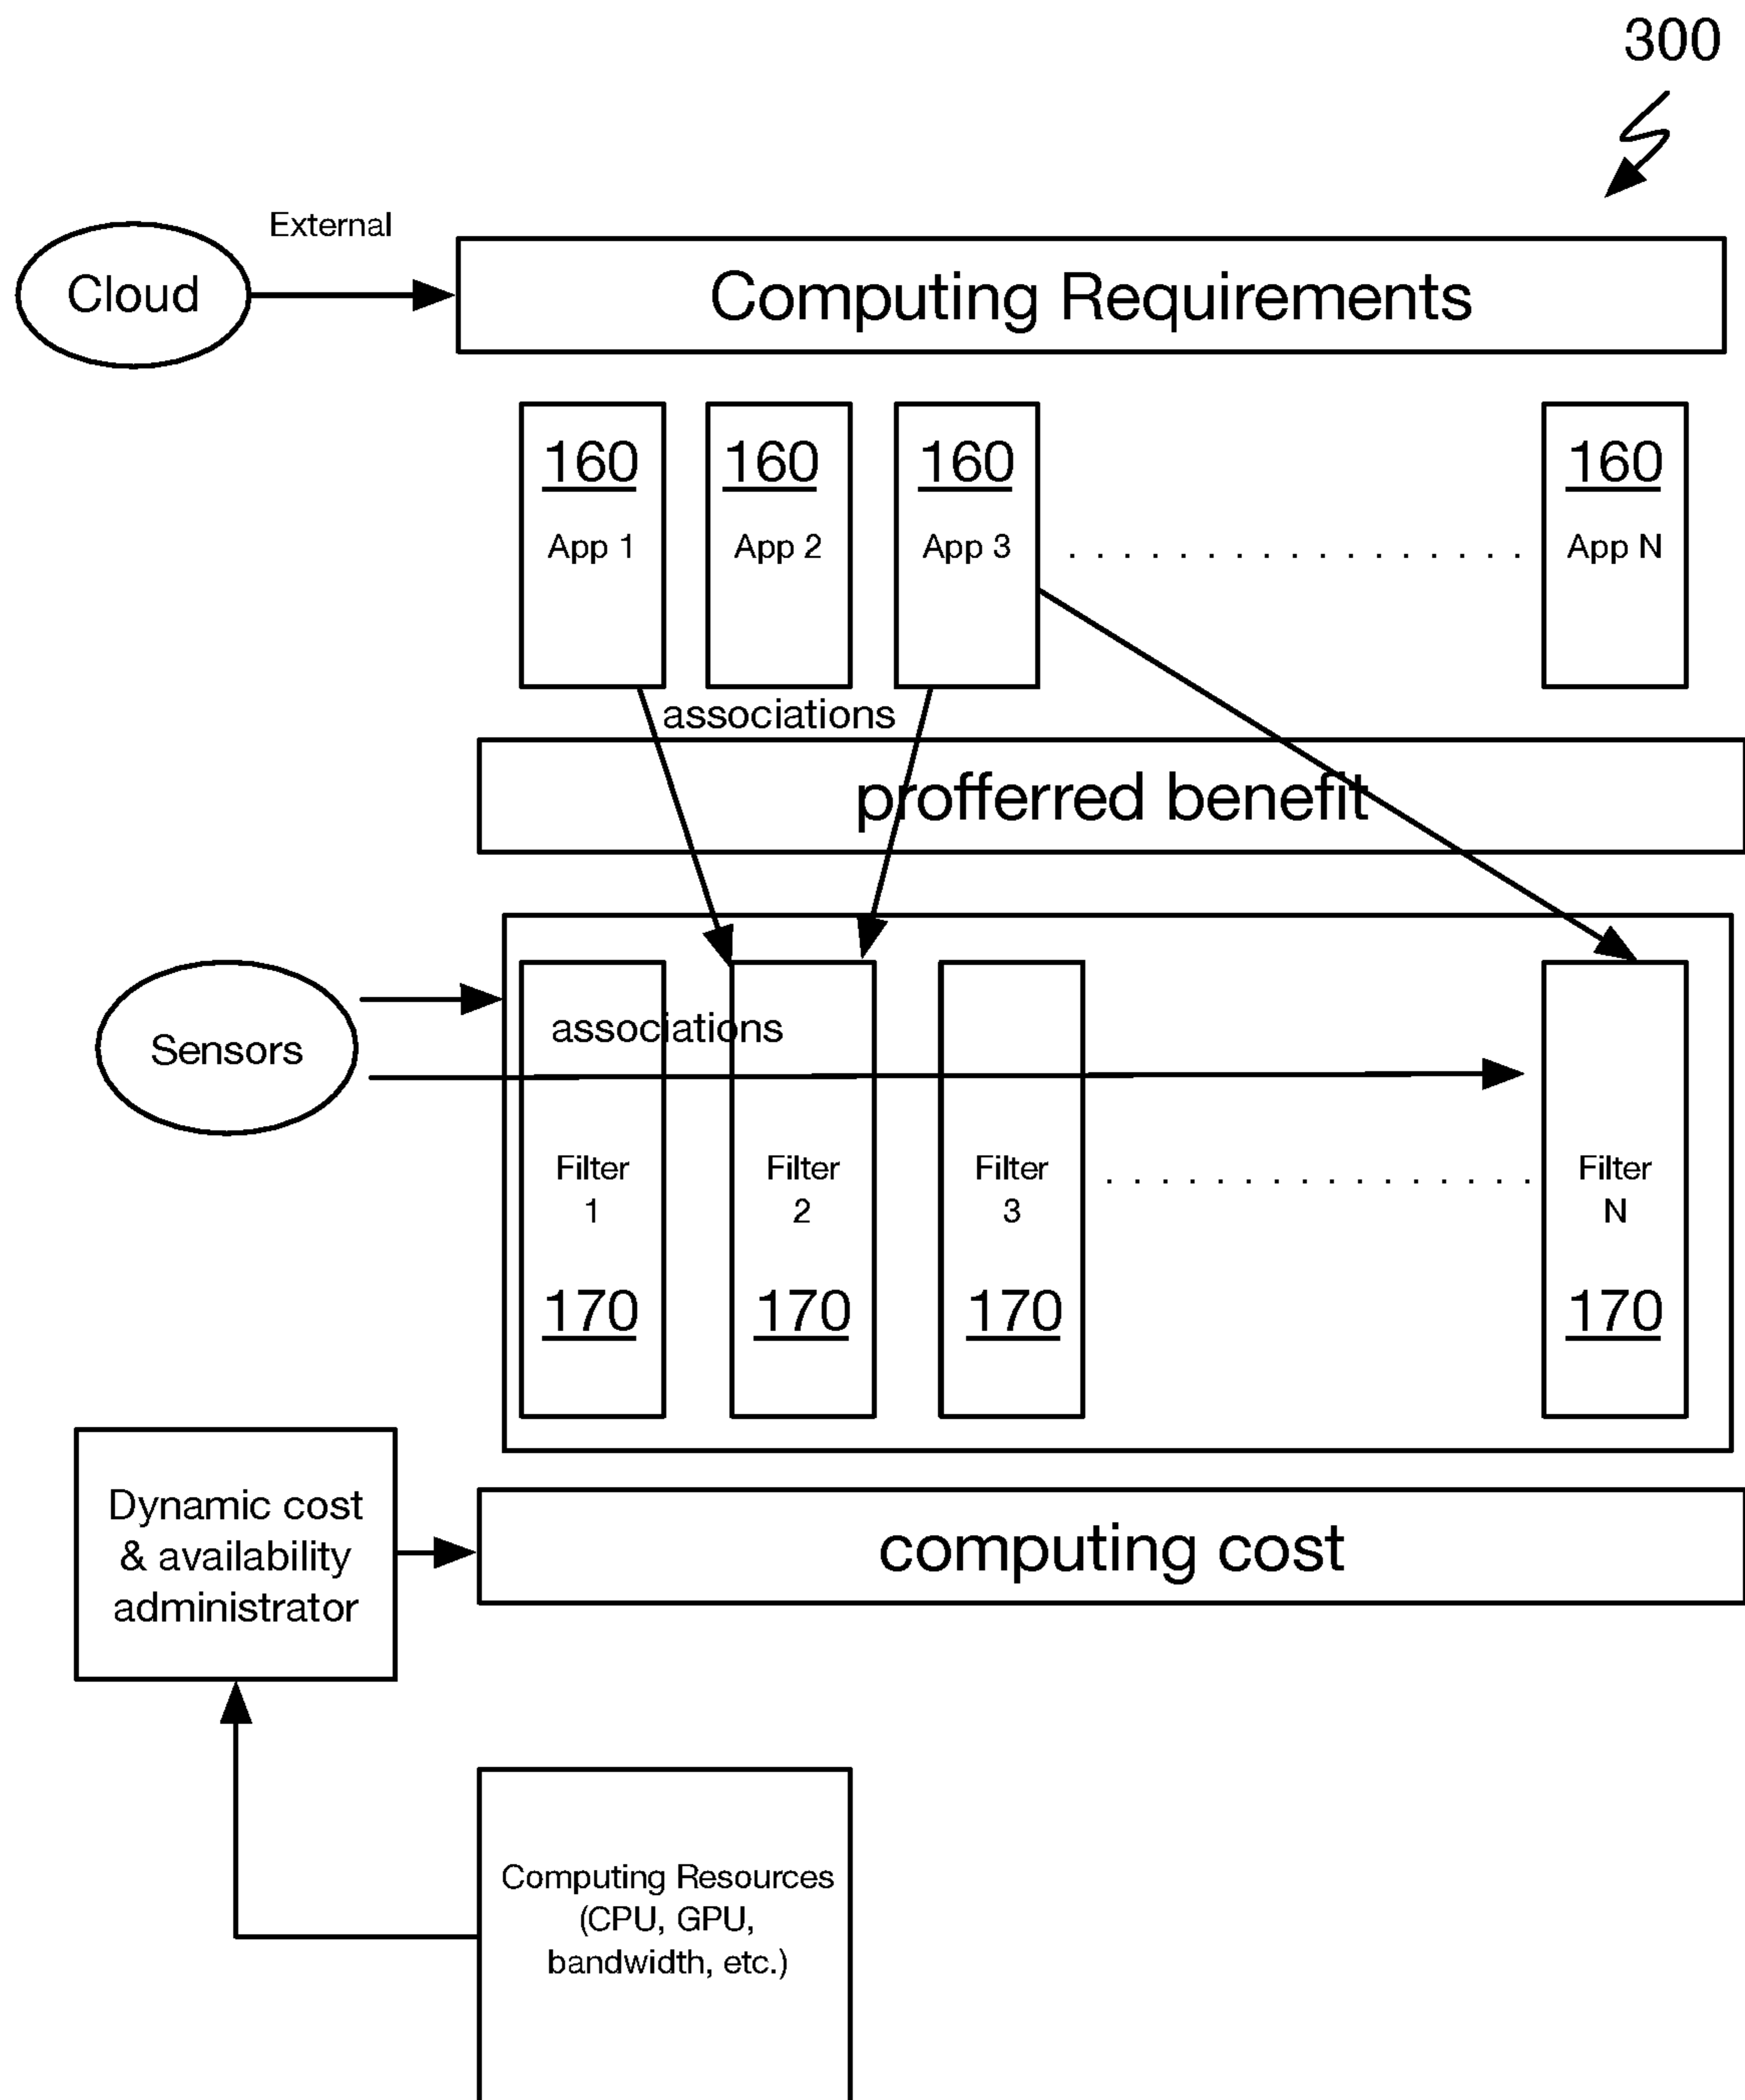 300
External
Cloud
Computing Requirements
160
160
160
160
App 1
App 2
App 3
. . . . . . . . . . . . . . . . .
App N
associations
profferred benefit
associations
Sensors
Filter
1
Filter
2
Filter
3
. . . . . . . . . . . . . . . .
Filter
N
170
170
170
170
Dynamic cost
& availability
administrator
computing cost
Computing Resources
(CPU, GPU,
bandwidth, etc.)